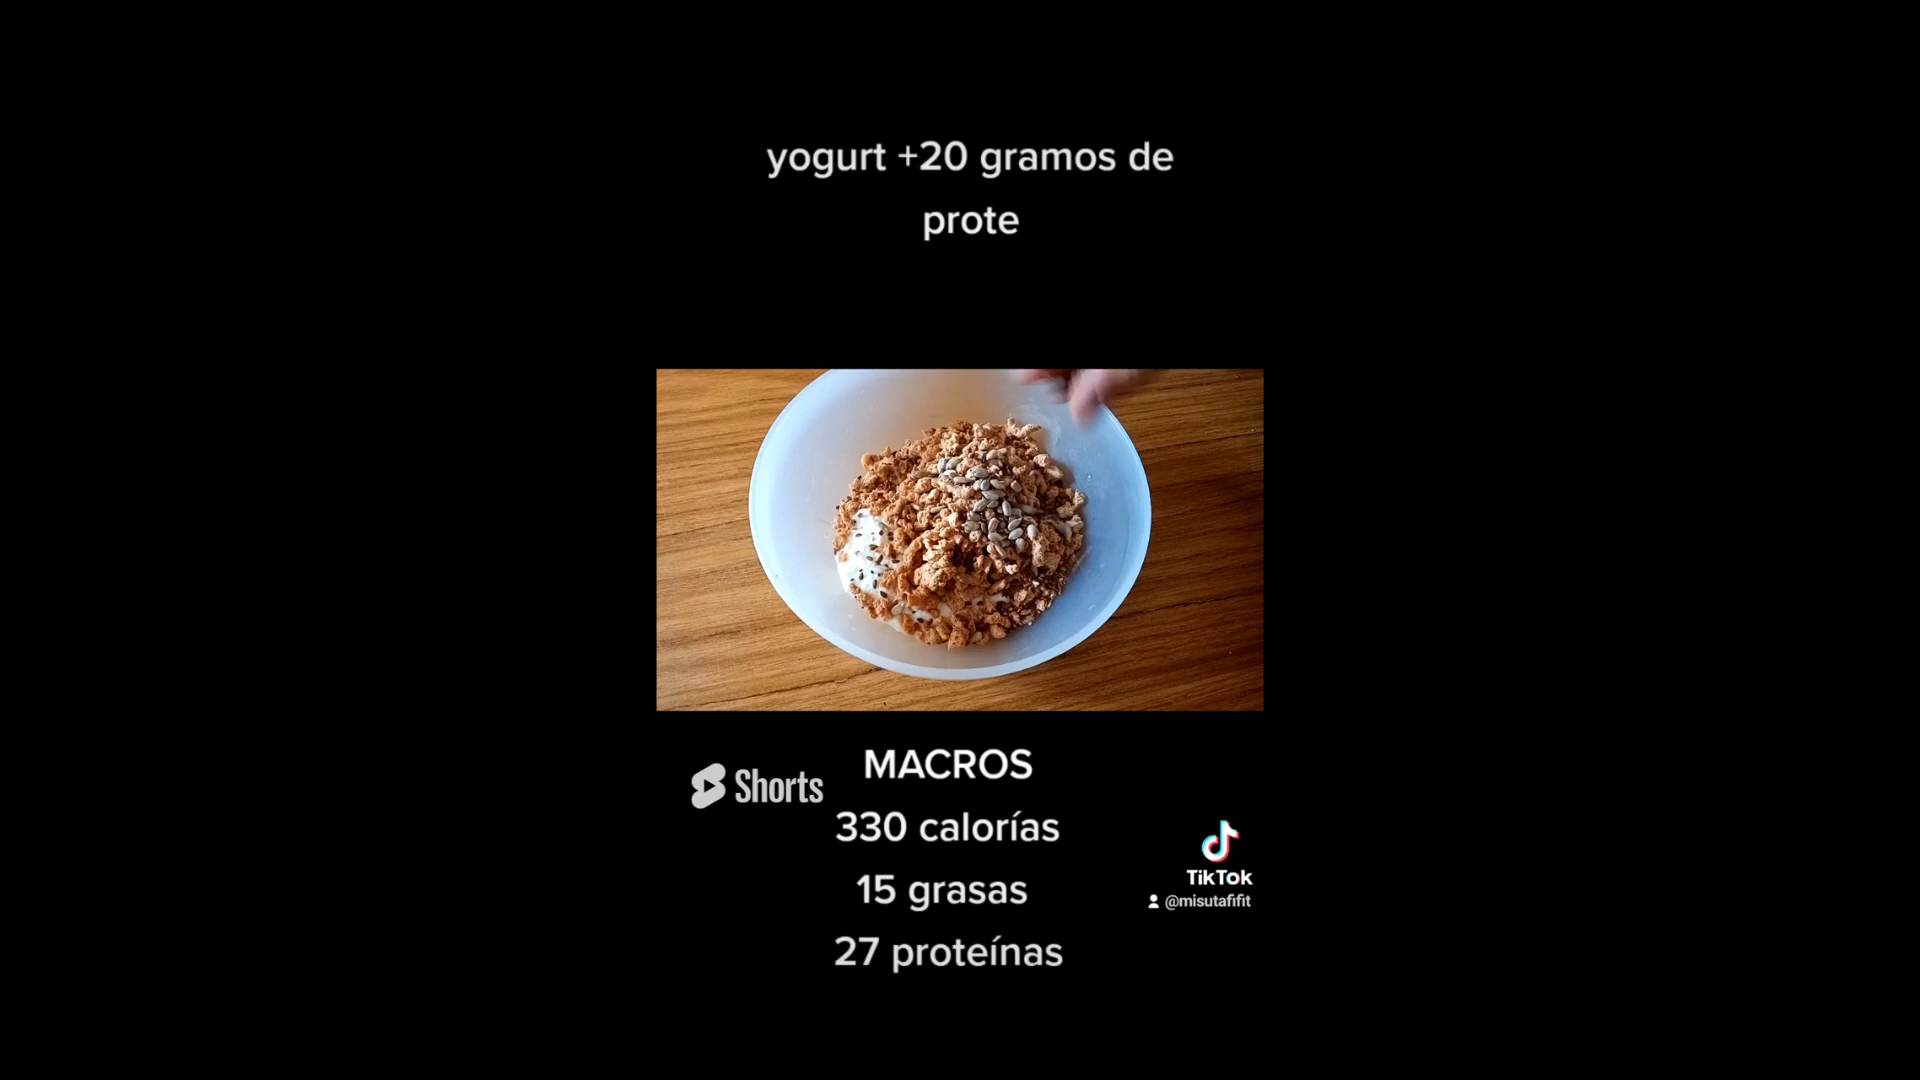 yogurt +20 gramos de
prote
MACROS
Shorts
330 calorías
15 grasas
27 proteínas
TikTok
@misutafifit